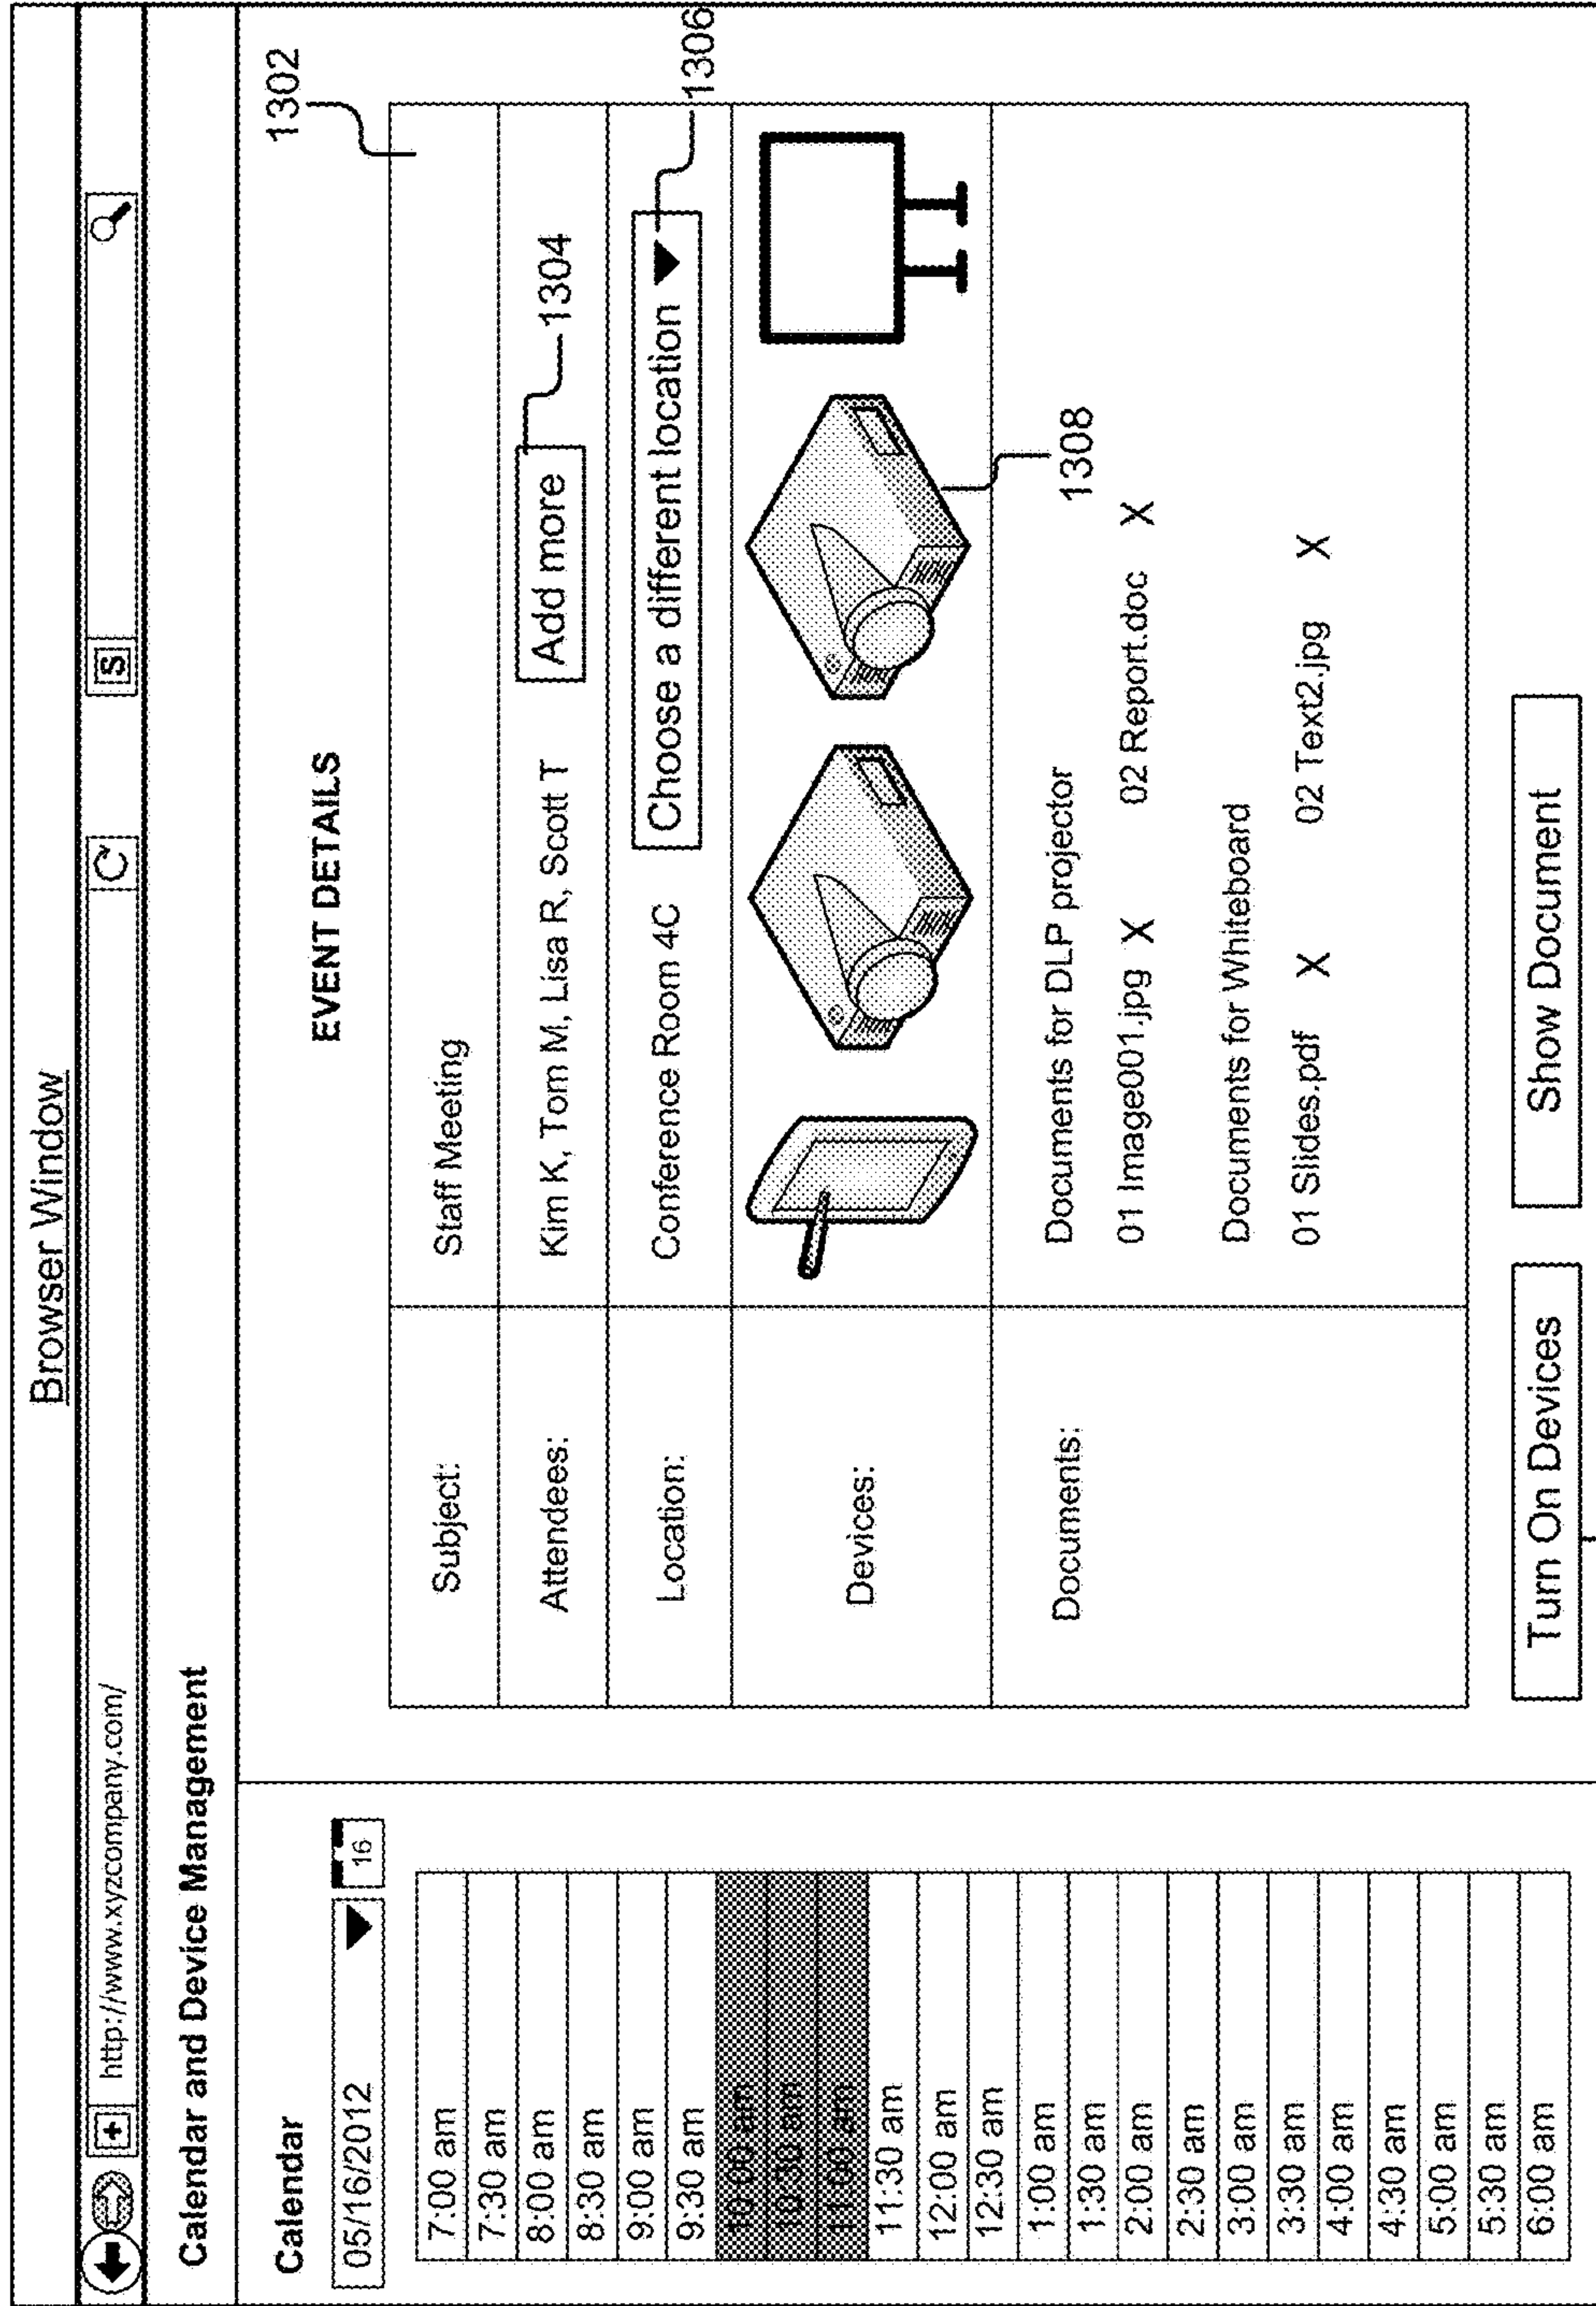 Browser Window
http://www.xyzcompany.com/
S
Calendar and Device Management
Calendar
05/16/2012
16
7:00 am
7:30 am
8:00 am
8:30 am
9:00 am
9:30 am
10:00 am
10:30 am
11:00 am
11:30 am
12:00 am
12:30 am
1:00 am
1:30 am
2:00 am
2:30 am
3:00 am
3:30 am
4:00 am
4:30 am
5:00 am
5:30 am
6:00 am
EVENT DETAILS
1302
Subject: Staff Meeting
Attendees: Kim K, Tom M, Lisa R, Scott T Add more 1304
Location: Conference Room 4C Choose a different location 1306
Devices:
1308
Documents: Documents for DLP projector
01 Image001.jpg X 02 Report.doc X
Documents for Whiteboard
01 Slides.pdf X 02 Text2.jpg X
Turn On Devices Show Document